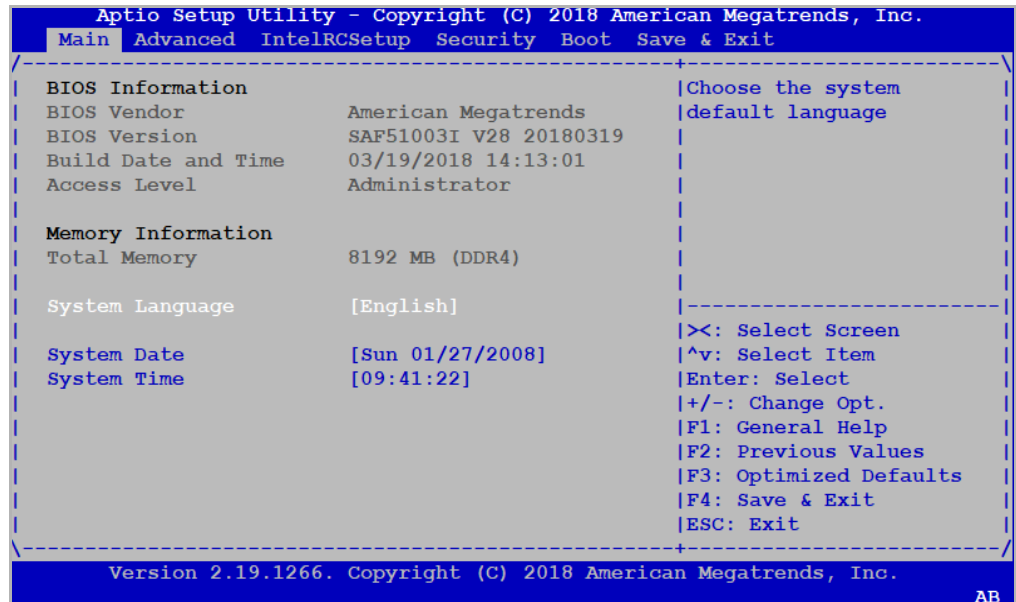 Aptio Setup Utility - Copyright (C) 2018 American Megatrends, Inc.
Main Advanced IntelRCSetup Security Boot Save & Exit
/-----------------------------------------------------+--------------------------\
| BIOS Information |Choose the system |
| BIOS Vendor American Megatrends |default language |
| BIOS Version SAF51003I V28 20180319 | |
| Build Date and Time 03/19/2018 14:13:01 | |
| Access Level Administrator | |
| | |
| Memory Information | |
| Total Memory 8192 MB (DDR4) | |
| | |
| System Language [English] |--------------------------|
| |><: Select Screen |
| System Date [Sun 01/27/2008] |^v: Select Item |
| System Time [09:41:22] |Enter: Select |
| |+/-: Change Opt. |
| |F1: General Help |
| |F2: Previous Values |
| |F3: Optimized Defaults |
| |F4: Save & Exit |
| |ESC: Exit |
\-----------------------------------------------------+--------------------------/
Version 2.19.1266. Copyright (C) 2018 American Megatrends, Inc.
AB